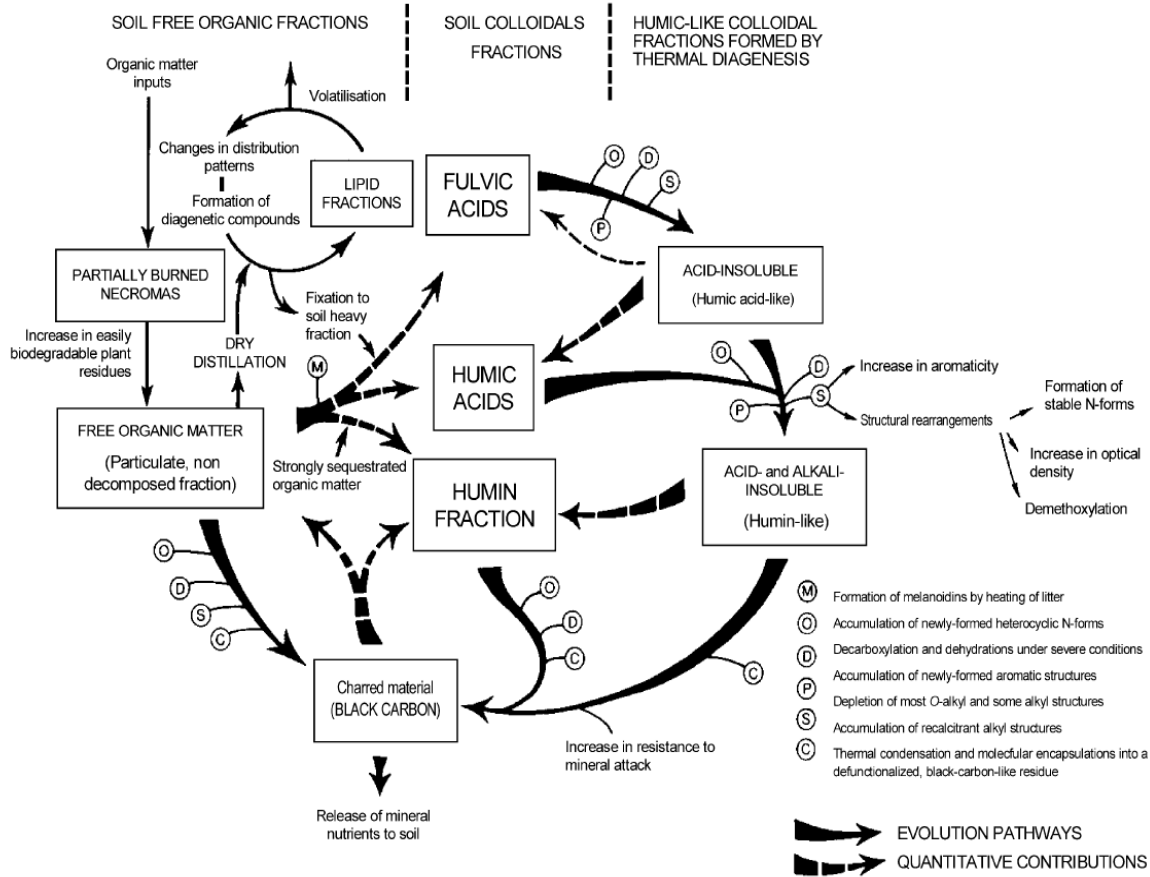 SOIL FREE ORGANIC FRACTIONS
SOIL COLLOIDALS
FRACTIONS
HUMIC-LIKE COLLOIDAL
FRACTIONS FORMED BY
THERMAL DIAGENESIS
Organic matter
inputs
Volatilisation
Changes in distribution
patterns
Formation of
diagenetic compounds
LIPID
FRACTIONS
FULVIC
ACIDS
O
D
S
P
PARTIALLY BURNED
NECROMAS
ACID-INSOLUBLE
(Humic acid-like)
Increase in easily
biodegradable plant
residues
DRY
DISTILLATION
Fixation to
soil heavy
fraction
M
HUMIC
ACIDS
O
D
P
S
Increase in aromaticity
Structural rearrangements
Formation of
stable N-forms
Increase in optical
density
Demethoxylation
FREE ORGANIC MATTER
(Particulate, non
decomposed fraction)
Strongly sequestrated
organic matter
HUMIN
FRACTION
ACID- and ALKALI-
INSOLUBLE
(Humin-like)
O
D
S
C
O
D
C
C
Charred material
(BLACK CARBON)
Increase in resistance to
mineral attack
Release of mineral
nutrients to soil
M Formation of melanoidins by heating of litter
O Accumulation of newly-formed heterocyclic N-forms
D Decarboxylation and dehydrations under severe conditions
Accumulation of newly-formed aromatic structures
P Depletion of most O-alkyl and some alkyl structures
S Accumulation of recalcitrant alkyl structures
C Thermal condensation and molecfular encapsulations into a
defunctionalized, black-carbon-like residue
EVOLUTION PATHWAYS
QUANTITATIVE CONTRIBUTIONS